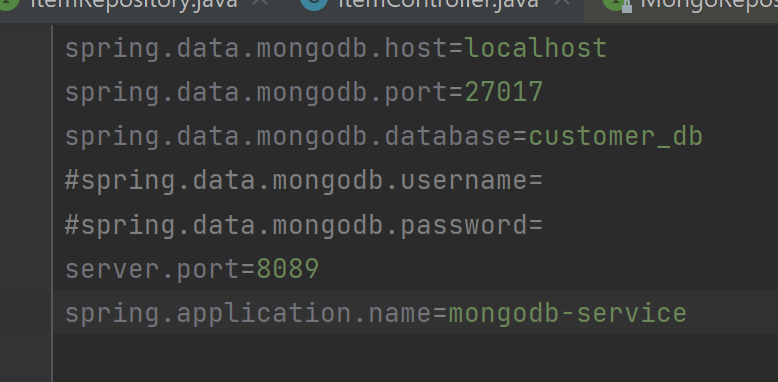 ItemRepository.java ItemController.java MongoRepos
spring.data.mongodb.host=localhost
spring.data.mongodb.port=27017
spring.data.mongodb.database=customer_db
#spring.data.mongodb.username=
#spring.data.mongodb.password=
server.port=8089
spring.application.name=mongodb-service